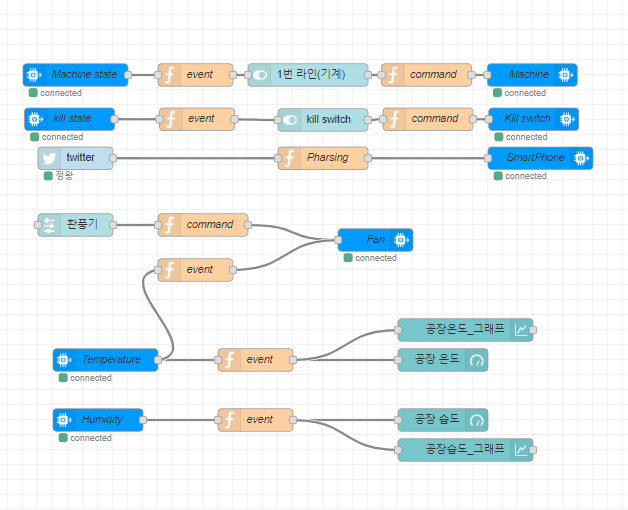 Machine state
event
1번 라인(기계)
command
Machine
connected
connected
kill state
event
kill switch
command
Kill switch
connected
connected
twitter
Pharsing
SmartPhone
정왕
connected
환풍기
command
Fan
connected
event
공장온도_그래프
Temperature
event
공장 온도
connected
Humidity
event
공장 습도
connected
공장습도_그래프